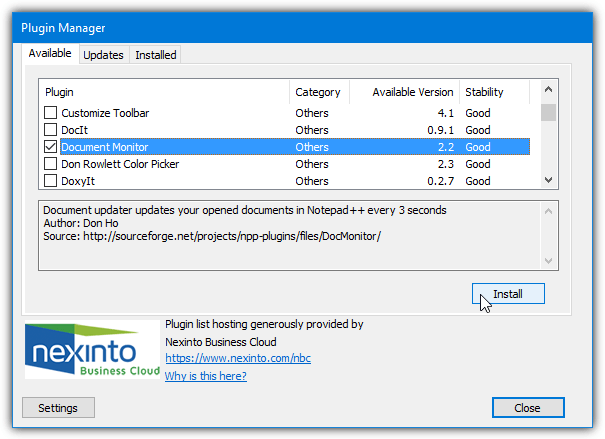 Plugin Manager
Available Updates Installed
Plugin Category Available Version Stability
Customize Toolbar Others 4.1 Good
DocIt Others 0.9.1 Good
Document Monitor Others 2.2 Good
Don Rowlett Color Picker Others 2.3 Good
DoxyIt Others 0.2.7 Good
Document updater updates your opened documents in Notepad++ every 3 seconds
Author: Don Ho
Source: http://sourceforge.net/projects/npp-plugins/files/DocMonitor/
Install
nexinto
Business Cloud
Plugin list hosting generously provided by
Nexinto Business Cloud
https://www.nexinto.com/nbc
Why is this here?
Settings Close